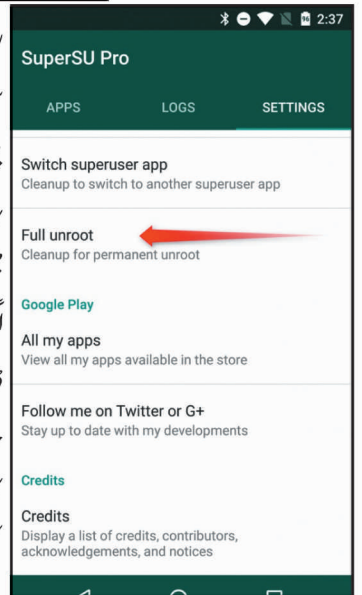 2:37
SuperSU Pro
APPS LOGS SETTINGS
Switch superuser app
Cleanup to switch to another superuser app
Full unroot
Cleanup for permanent unroot
Google Play
All my apps
View all my apps available in the store
Follow me on Twitter or G+
Stay up to date with my developments
Credits
Credits
Display a list of credits, contributors,
acknowledgements, and notices